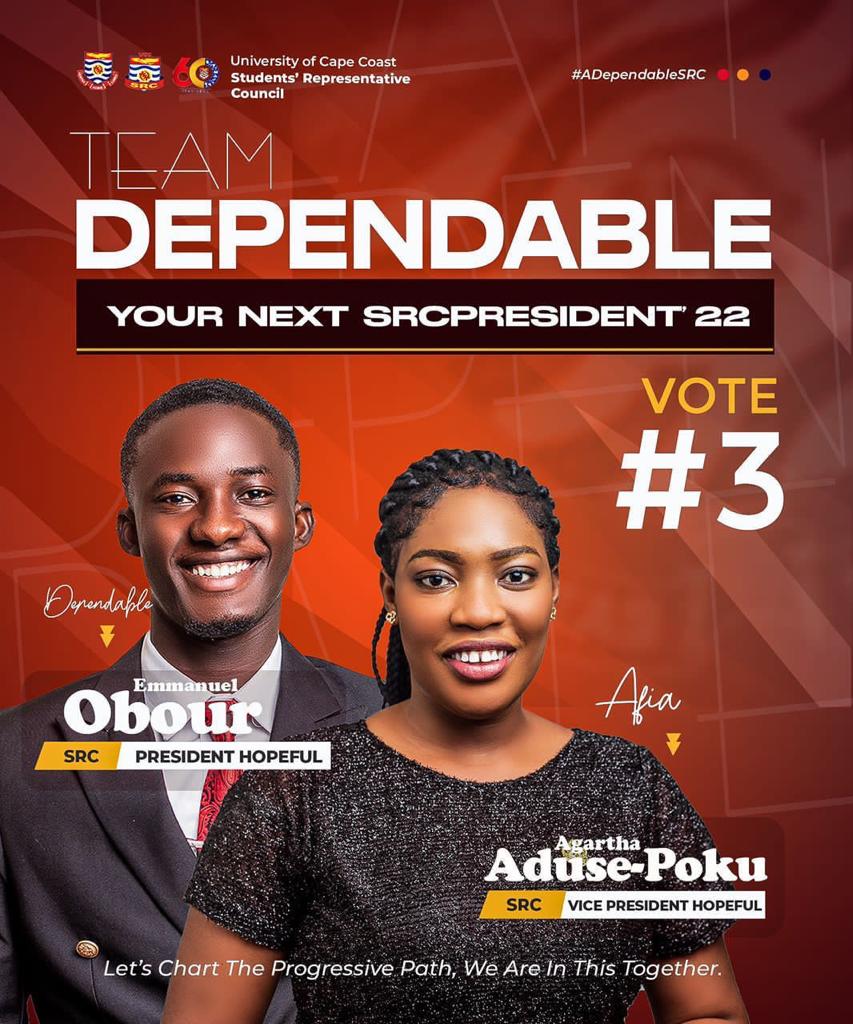 University of Cape Coast
Students' Representative
Council
#ADependableSRC
SRC
60
TEAM
DEPENDABLE
YOUR NEXT SRCPRESIDENT' 22
VOTE
#3
Dependable
Emmanuel
Obour
SRC PRESIDENT HOPEFUL
Afia
Agartha
Aduse-Poku
SRC VICE PRESIDENT HOPEFUL
Let's Chart The Progressive Path, We Are In This Together.